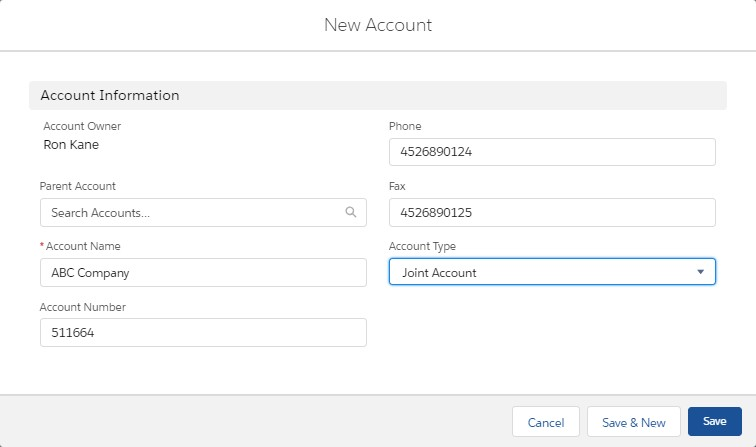 New Account
Account Information
Account Owner
Ron Kane
Phone
4526890124
Parent Account
Search Accounts...
Fax
4526890125
* Account Name
ABC Company
Account Type
Joint Account
Account Number
511664
Cancel
Save & New
Save